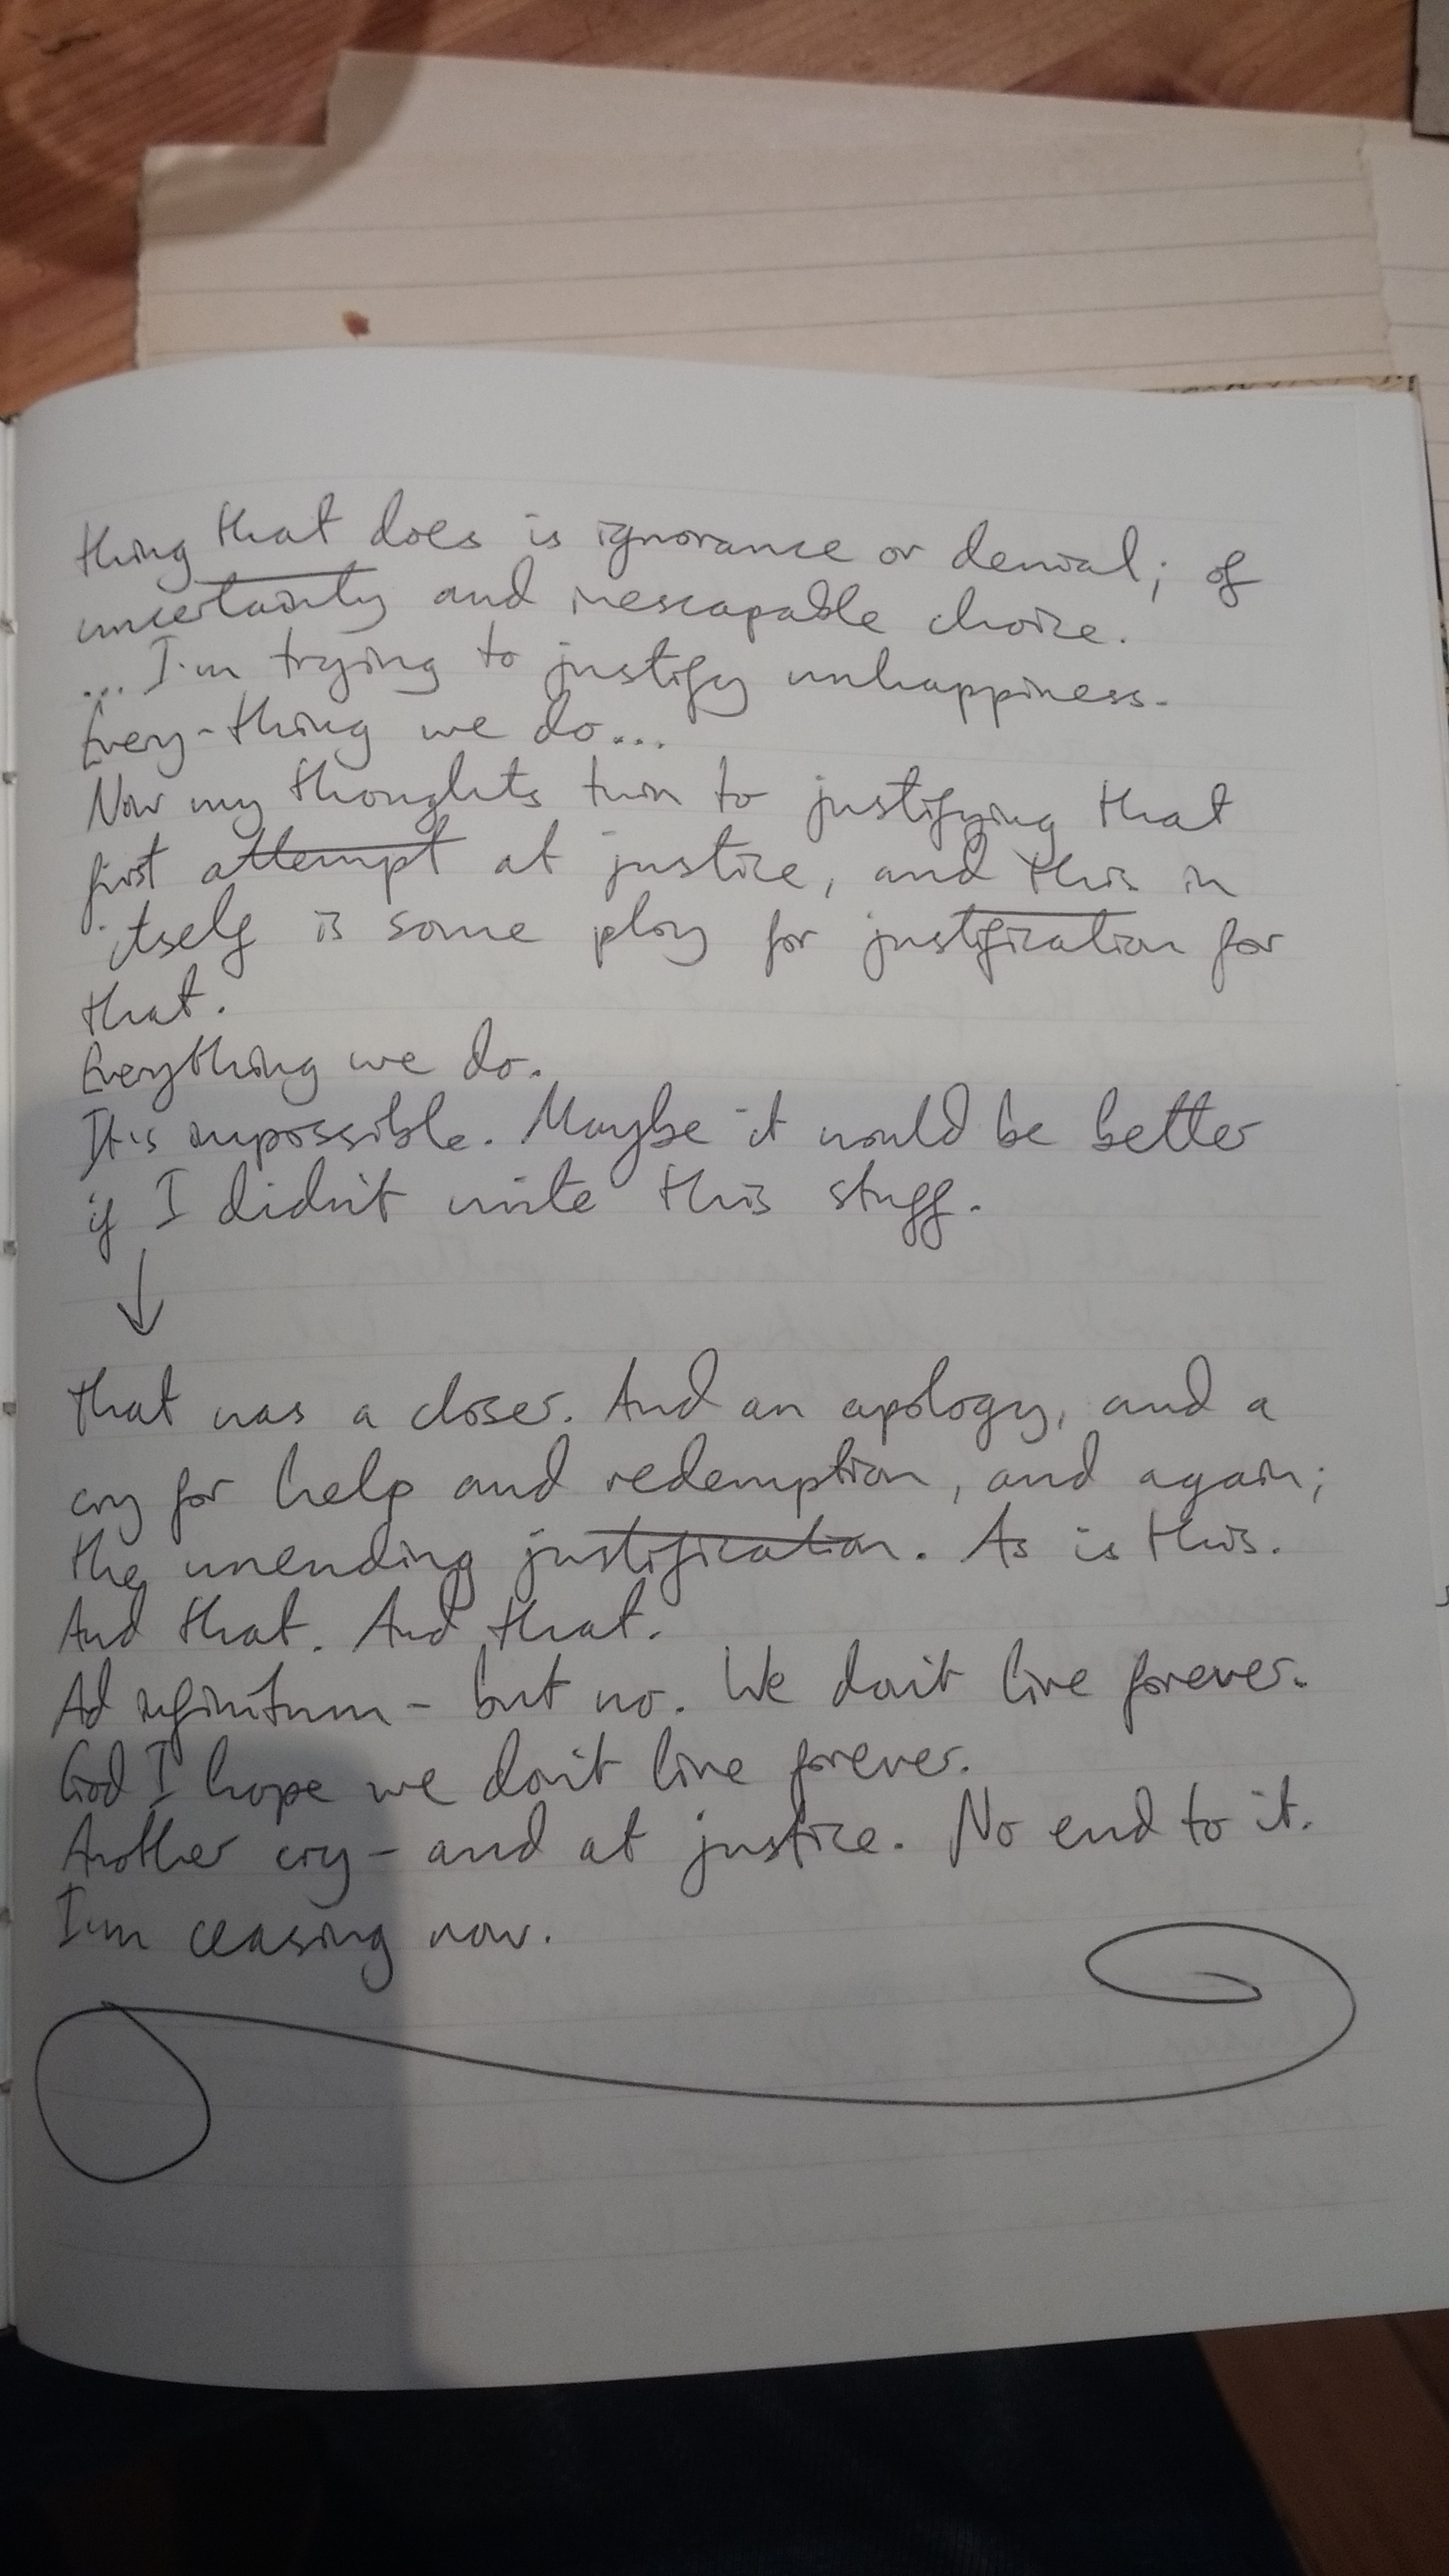 thing that does is ignorance or denial; of
uncertainty and inescapable choice.
... I'm trying to justify unhappiness.
Every-thing we do...
Now my thoughts turn to justifying that
first attempt at justice, and this in
itself is some ploy for justification for
that.
Everything we do.
It's impossible. Maybe it would be better
if I didn't write this stuff.
↓
that was a closer. And an apology, and a
cry for help and redemption, and again;
the unending justification. As is this.
And that. And that.
Ad infinitum - but no. We don't live forever.
God I hope we don't live forever.
Another cry - and at justice. No end to it.
I'm ceasing now.